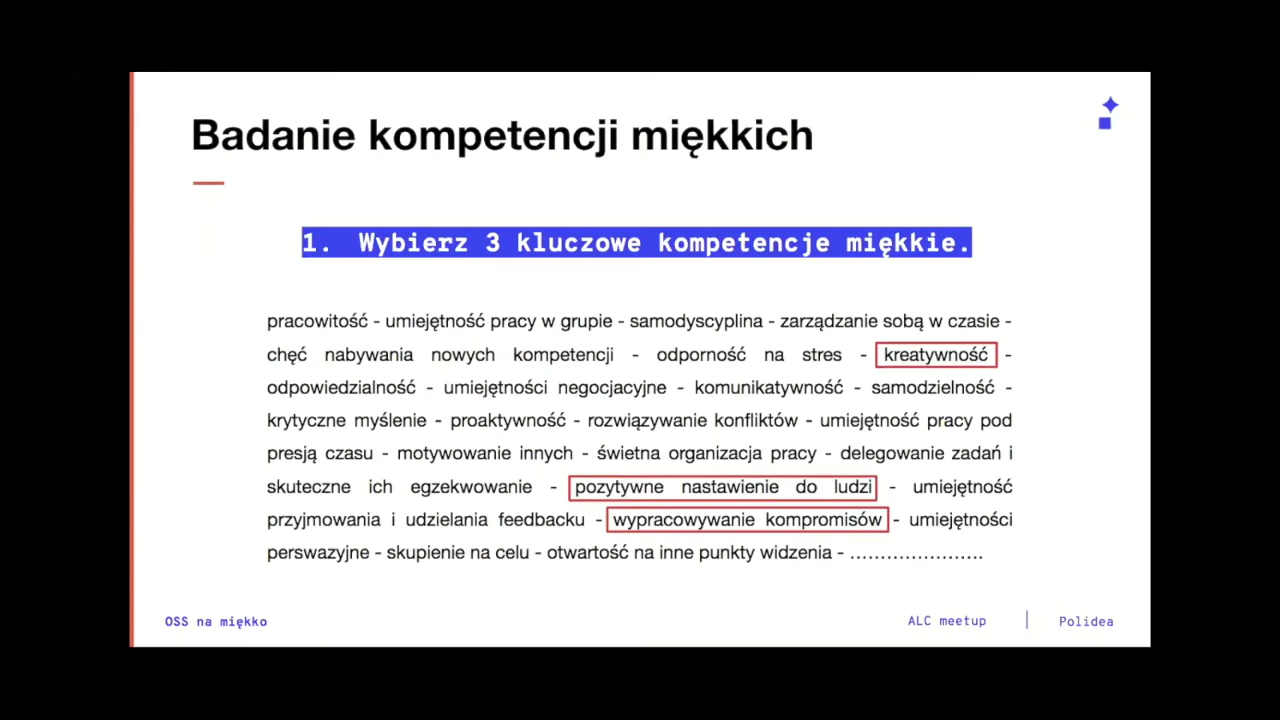 Badanie kompetencji miękkich
1. Wybierz 3 kluczowe kompetencje miękkie.
pracowitość - umiejętność pracy w grupie - samodyscyplina - zarządzanie sobą w czasie -
chęć nabywania nowych kompetencji - odporność na stres - kreatywność -
odpowiedzialność - umiejętności negocjacyjne - komunikatywność - samodzielność -
krytyczne myślenie - proaktywność - rozwiązywanie konfliktów - umiejętność pracy pod
presją czasu - motywowanie innych - świetna organizacja pracy - delegowanie zadań i
skuteczne ich egzekwowanie - pozytywne nastawienie do ludzi - umiejętność
przyjmowania i udzielania feedbacku - wypracowywanie kompromisów - umiejętności
perswazyjne - skupienie na celu - otwartość na inne punkty widzenia - ......................
OSS na miękko
ALC meetup | Polidea